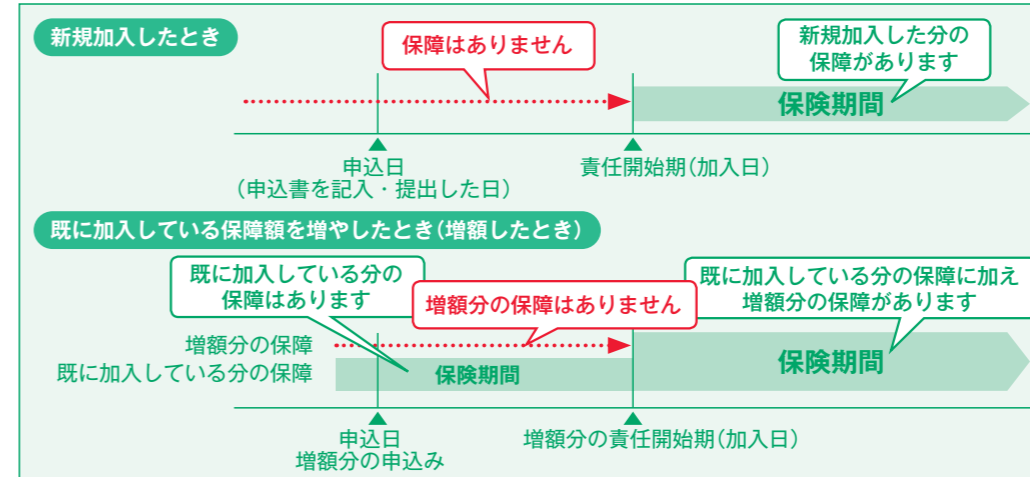 新規加入したとき
保障はありません
新規加入した分の
保障があります
保険期間
申込日
(申込書を記入・提出した日)
責任開始期(加入日)
既に加入している保障額を増やしたとき(増額したとき)
既に加入している分の
保障はあります
増額分の保障はありません
既に加入している分の保障に加え
増額分の保障があります
増額分の保障
既に加入している分の保障
保険期間
保険期間
申込日
増額分の申込み
増額分の責任開始期(加入日)